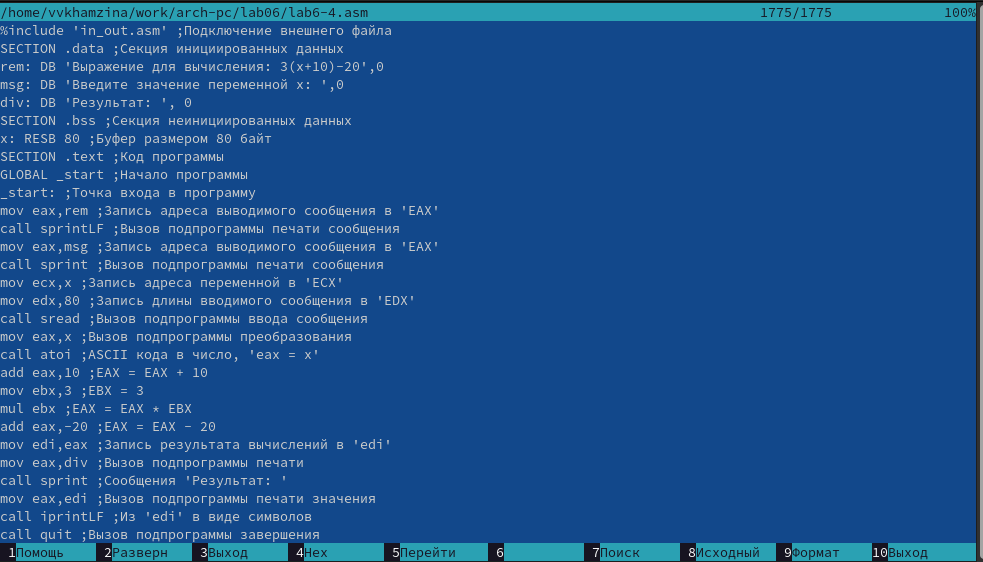 /home/vvkhamzina/work/arch-pc/lab06/lab6-4.asm 1775/1775 100%
%include 'in_out.asm' ;Подключение внешнего файла
SECTION .data ;Секция инициированных данных
rem: DB 'Выражение для вычисления: 3(x+10)-20',0
msg: DB 'Введите значение переменной x: ',0
div: DB 'Результат: ', 0
SECTION .bss ;Секция неинициированных данных
x: RESB 80 ;Буфер размером 80 байт
SECTION .text ;Код программы
GLOBAL _start ;Начало программы
_start: ;Точка входа в программу
mov eax,rem ;Запись адреса выводимого сообщения в 'EAX'
call sprintLF ;Вызов подпрограммы печати сообщения
mov eax,msg ;Запись адреса выводимого сообщения в 'EAX'
call sprint ;Вызов подпрограммы печати сообщения
mov ecx,x ;Запись адреса переменной в 'ECX'
mov edx,80 ;Запись длины вводимого сообщения в 'EDX'
call sread ;Вызов подпрограммы ввода сообщения
mov eax,x ;Вызов подпрограммы преобразования
call atoi ;ASCII кода в число, 'eax = x'
add eax,10 ;EAX = EAX + 10
mov ebx,3 ;EBX = 3
mul ebx ;EAX = EAX * EBX
add eax,-20 ;EAX = EAX - 20
mov edi,eax ;Запись результата вычислений в 'edi'
mov eax,div ;Вызов подпрограммы печати
call sprint ;Сообщения 'Результат: '
mov eax,edi ;Вызов подпрограммы печати значения
call iprintLF ;Из 'edi' в виде символов
call quit ;Вызов подпрограммы завершения
1Помощь 2Разверн 3Выход 4Hex 5Перейти 6 7Поиск 8Исходный 9Формат 10Выход